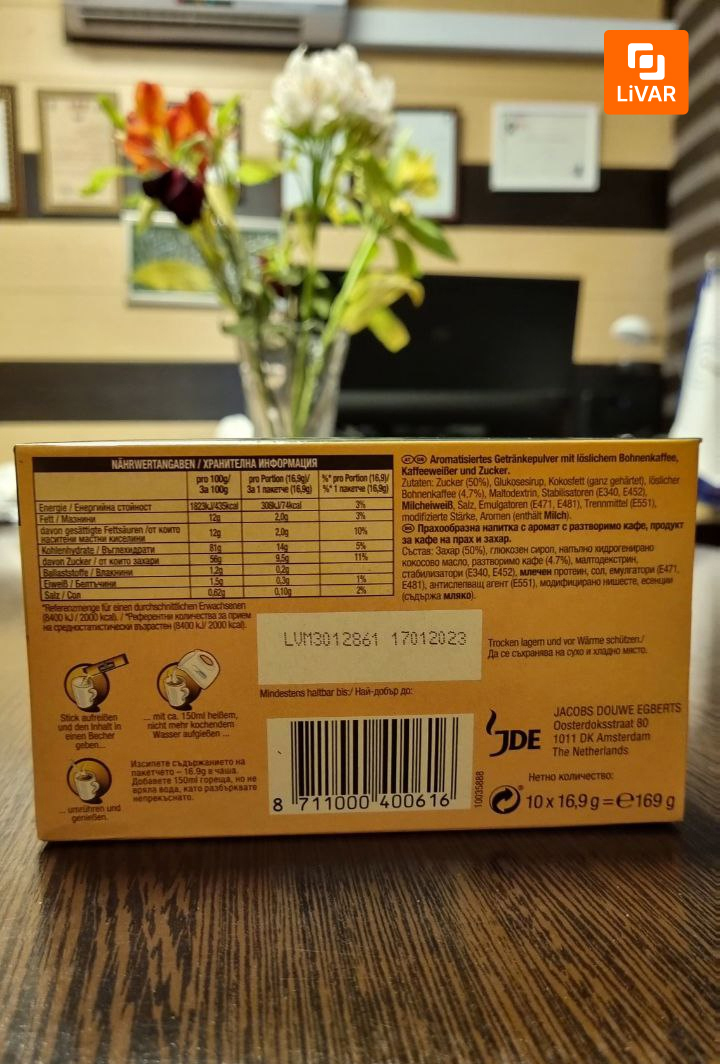 LiVAR
NÄHRWERTANGABEN / ХРАНИТЕЛНА ИНФОРМАЦИЯ
pro 100g/ pro Portion (16,9g)/ %* pro Portion (16,9)/
За 100g За 1 пакетче (16,9g) %* 1 пакетче (16,9g)
Energie / Енергийна стойност 1823kJ/435kcal 308kJ/74kcal 3%
Fett / Мазнини 12g 2,0g 3%
davon gesättigte Fettsäuren /от които
наситени мастни киселини 12g 2,0g 10%
Kohlenhydrate / Въглехидрати 81g 14g 5%
davon Zucker / от които захари 56g 9,5g 11%
Ballaststoffe / Влакнини 1,2g 0,2g
Eiweiß / Белтъчини 1,5g 0,3g 1%
Salz / Сол 0,62g 0,10g 2%
*Referenzmenge für einen durchschnittlichen Erwachsenen
(8400 kJ / 2000 kcal). / *Референтни количества за прием
на средностатистически възрастен (8400 kJ/ 2000 kcal).
Aromatisiertes Getränkepulver mit löslichem Bohnenkaffee,
Kaffeeweißer und Zucker.
Zutaten: Zucker (50%), Glukosesirup, Kokosfett (ganz gehärtet), löslicher
Bohnenkaffee (4.7%), Maltodextrin, Stabilisatoren (E340, E452),
Milcheiweiß, Salz, Emulgatoren (E471, E481), Trennmittel (E551),
modifizierte Stärke, Aromen (enthält Milch).
Прахообразна напитка с аромат с разтворимо кафе, продукт
за кафе на прах и захар.
Състав: Захар (50%), глюкозен сироп, напълно хидрогенирано
кокосово масло, разтворимо кафе (4.7%), малтодекстрин,
стабилизатори (E340, E452), млечен протеин, сол, емулгатори (E471,
E481), антислепващ агент (E551), модифицирано нишесте, есенции
(съдържа мляко).
LVM3012861 17012023
Mindestens haltbar bis:/ Най-добър до:
Trocken lagern und vor Wärme schützen./
Да се съхранява на сухо и хладно място.
Stick aufreißen
und den Inhalt in
einen Becher
geben...
... mit ca. 150ml heißem,
nicht mehr kochendem
Wasser aufgießen ...
... umrühren und
genießen.
Изсипете съдържанието на
пакетчето – 16.9g в чаша.
Добавете 150ml гореща, но не
вряла вода, като разбърквате
непрекъснато.
8 711000 400616
10035888
JDE
JACOBS DOUWE EGBERTS
Oosterdoksstraat 80
1011 DK Amsterdam
The Netherlands
Нетно количество:
10 x 16,9 g = ℮169 g